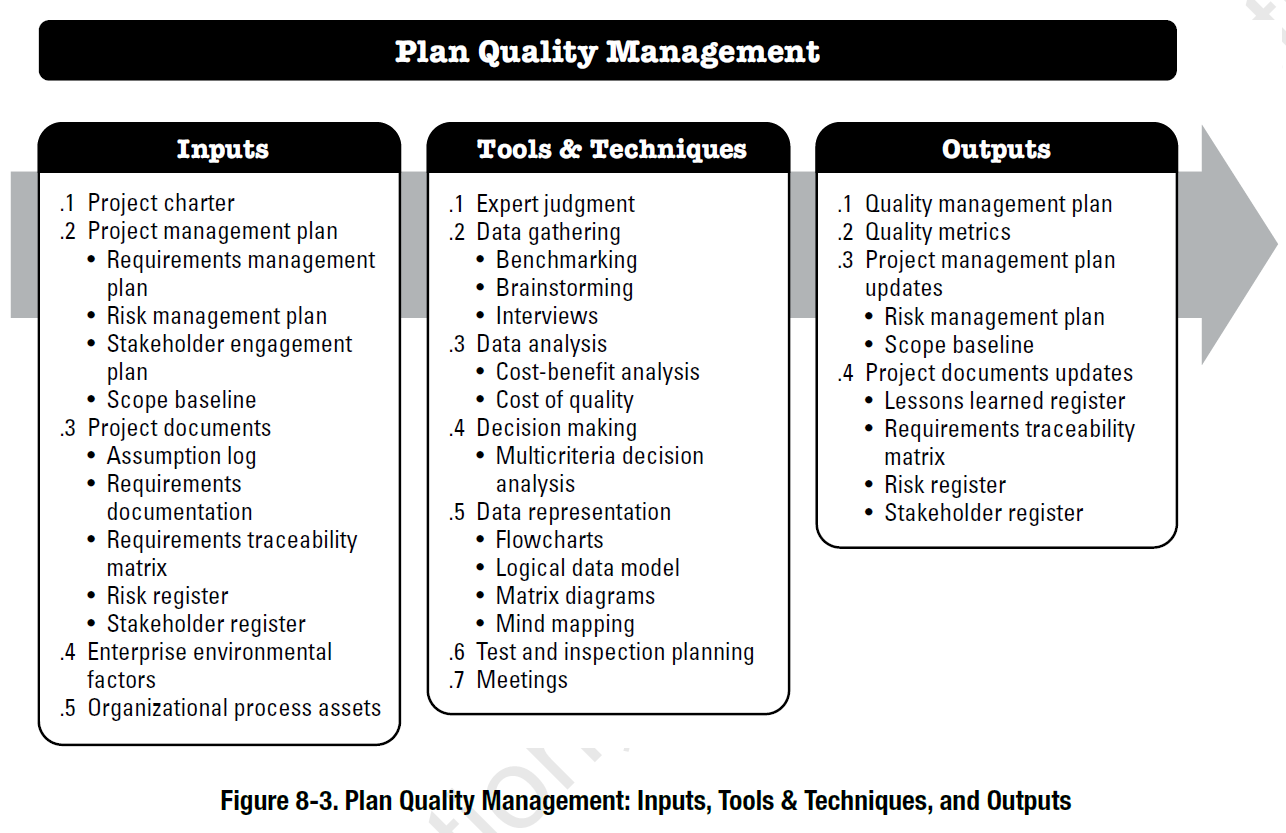 Plan Quality Management
Inputs
.1 Project charter
.2 Project management plan
• Requirements management
plan
• Risk management plan
• Stakeholder engagement
plan
• Scope baseline
.3 Project documents
• Assumption log
• Requirements
documentation
• Requirements traceability
matrix
• Risk register
• Stakeholder register
.4 Enterprise environmental
factors
.5 Organizational process assets
Tools & Techniques
.1 Expert judgment
.2 Data gathering
• Benchmarking
• Brainstorming
• Interviews
.3 Data analysis
• Cost-benefit analysis
• Cost of quality
.4 Decision making
• Multicriteria decision
analysis
.5 Data representation
• Flowcharts
• Logical data model
• Matrix diagrams
• Mind mapping
.6 Test and inspection planning
.7 Meetings
Outputs
.1 Quality management plan
.2 Quality metrics
.3 Project management plan
updates
• Risk management plan
• Scope baseline
.4 Project documents updates
• Lessons learned register
• Requirements traceability
matrix
• Risk register
• Stakeholder register
Figure 8-3. Plan Quality Management: Inputs, Tools & Techniques, and Outputs